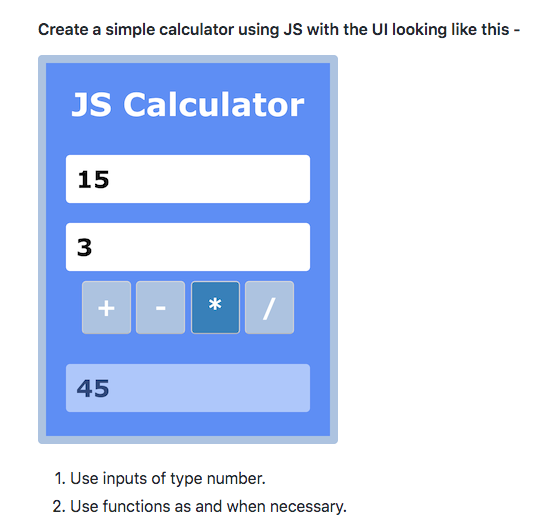 Create a simple calculator using JS with the UI looking like this -
JS Calculator
15
3
+ - * /
45
1. Use inputs of type number.
2. Use functions as and when necessary.